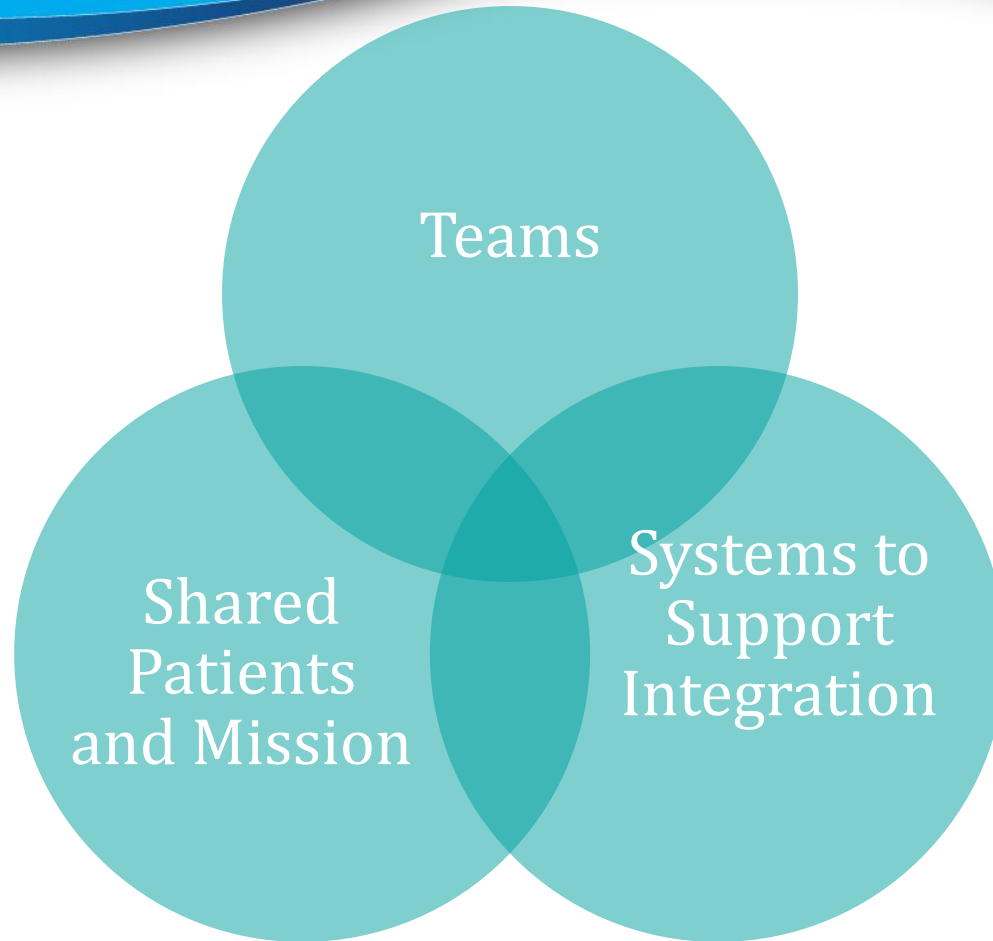 Teams
Shared
Patients
and Mission
Systems to
Support
Integration